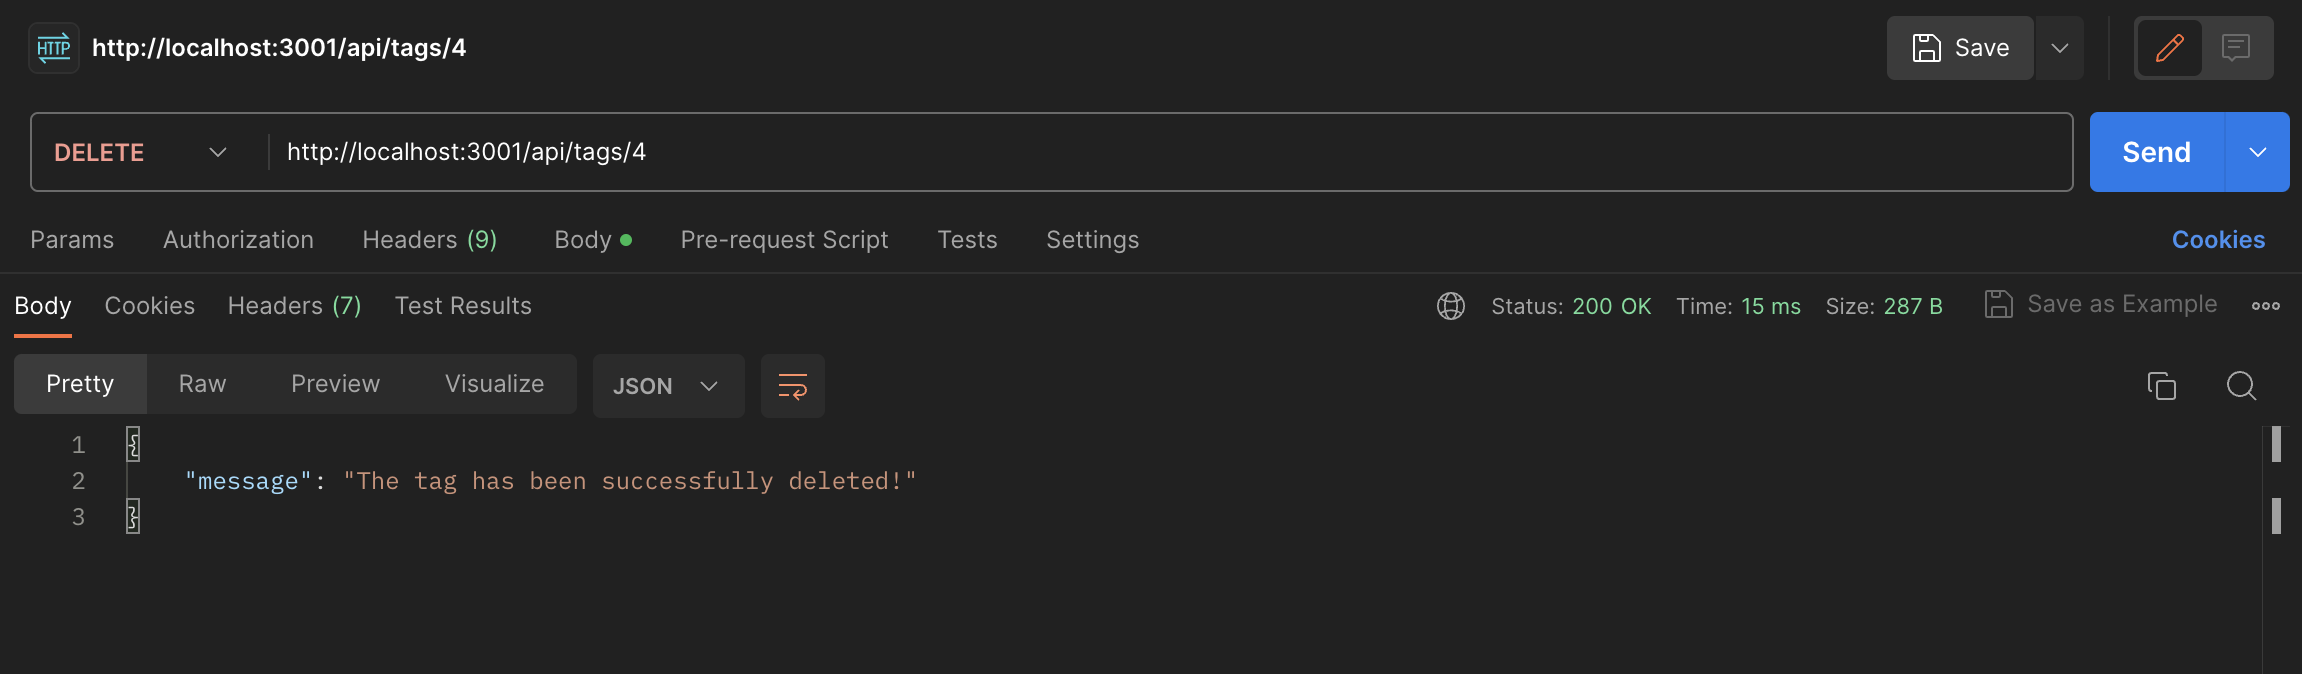 HTTP http://localhost:3001/api/tags/4 Save
DELETE http://localhost:3001/api/tags/4 Send
Params Authorization Headers (9) Body Pre-request Script Tests Settings Cookies
Body Cookies Headers (7) Test Results Status: 200 OK Time: 15 ms Size: 287 B Save as Example
Pretty Raw Preview Visualize JSON
1 {
2 "message": "The tag has been successfully deleted!"
3 }